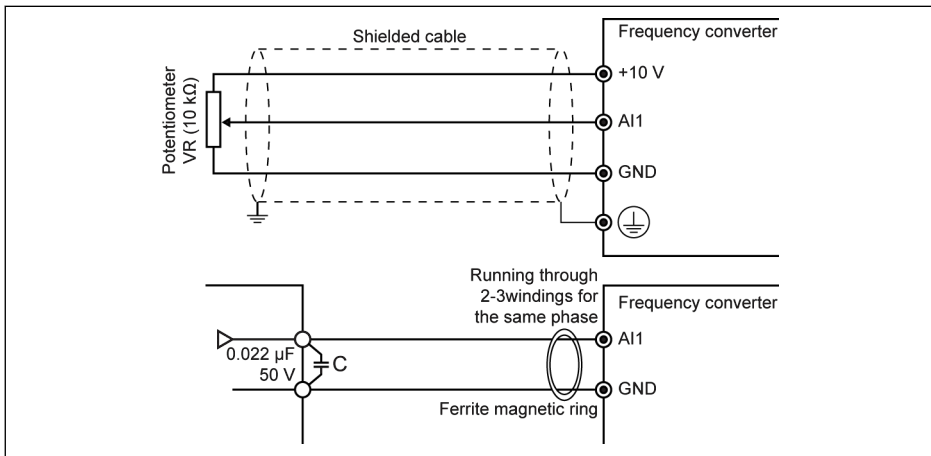 Shielded cable
Frequency converter
Potentiometer
VR (10 kΩ)
+10 V
AI1
GND
Running through
2-3windings for
the same phase
Frequency converter
AI1
0.022 µF
50 V
C
GND
Ferrite magnetic ring